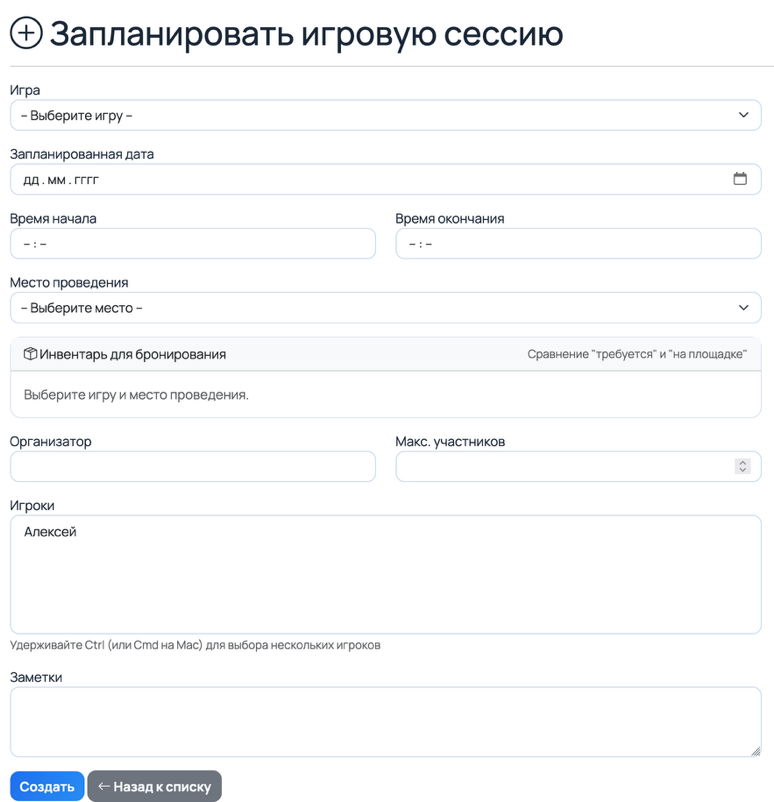 Запланировать игровую сессию
Игра
– Выберите игру –
Запланированная дата
дд . мм . гггг
Время начала
Время окончания
– : –
– : –
Место проведения
– Выберите место –
Инвентарь для бронирования
Сравнение "требуется" и "на площадке"
Выберите игру и место проведения.
Организатор
Макс. участников
Игроки
Алексей
Удерживайте Ctrl (или Cmd на Mac) для выбора нескольких игроков
Заметки
Создать
← Назад к списку